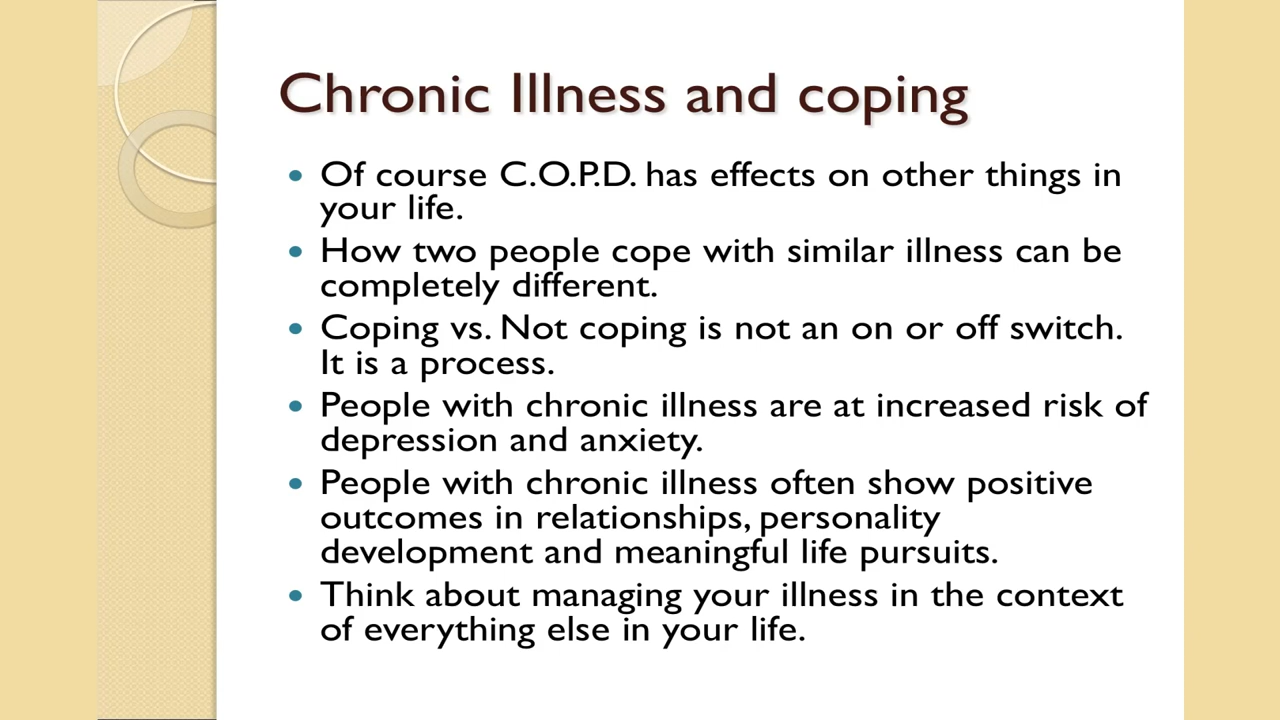 Chronic Illness and coping
• Of course C.O.P.D. has effects on other things in
your life.
• How two people cope with similar illness can be
completely different.
• Coping vs. Not coping is not an on or off switch.
It is a process.
• People with chronic illness are at increased risk of
depression and anxiety.
• People with chronic illness often show positive
outcomes in relationships, personality
development and meaningful life pursuits.
• Think about managing your illness in the context
of everything else in your life.